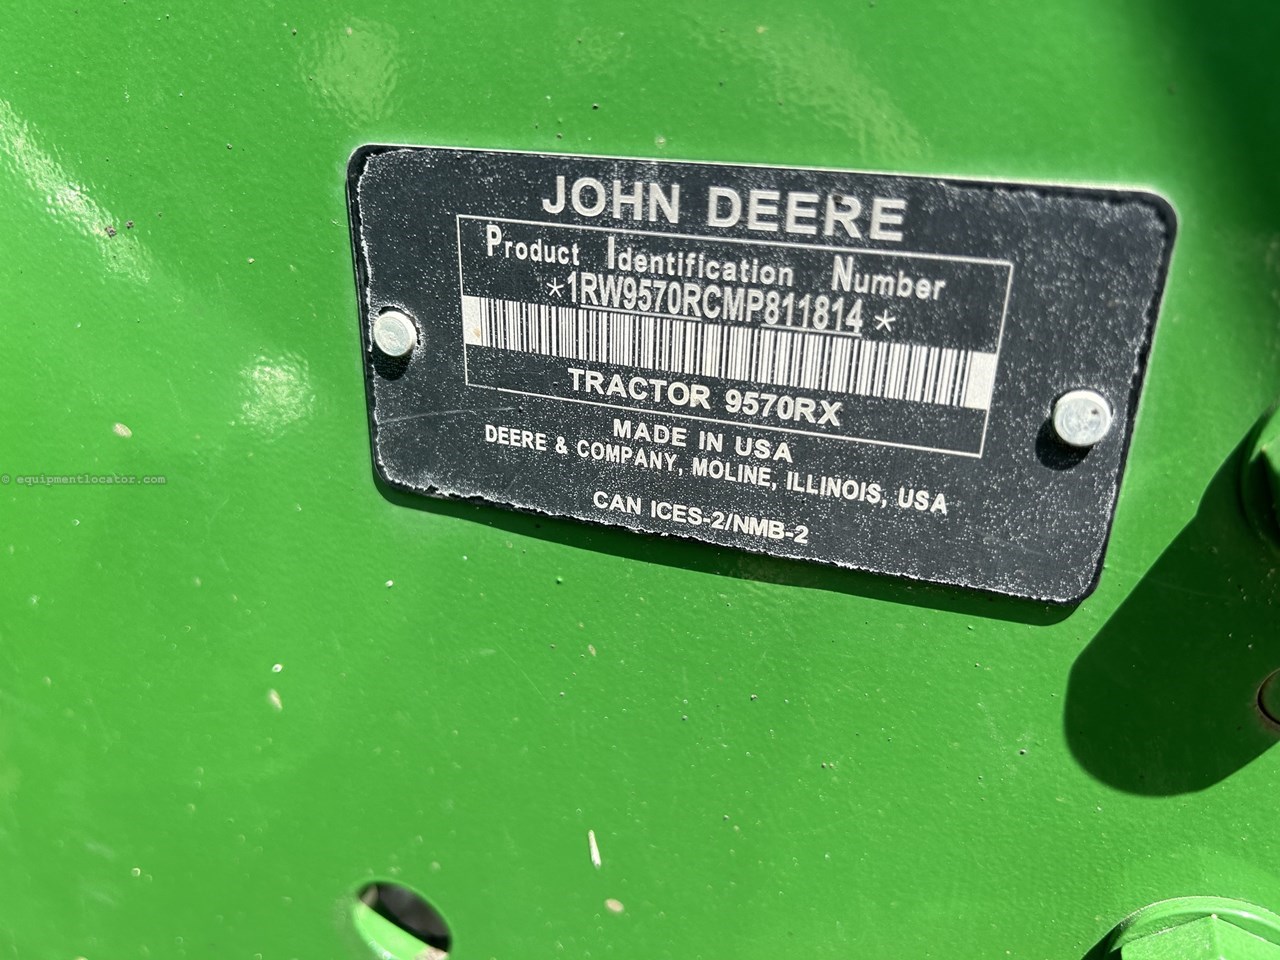 JOHN DEERE
Product Identification Number
*1RW9570RCMP811814*
TRACTOR 9570RX
MADE IN USA
DEERE & COMPANY, MOLINE, ILLINOIS, USA
CAN ICES-2/NMB-2
© equipmentlocator.com